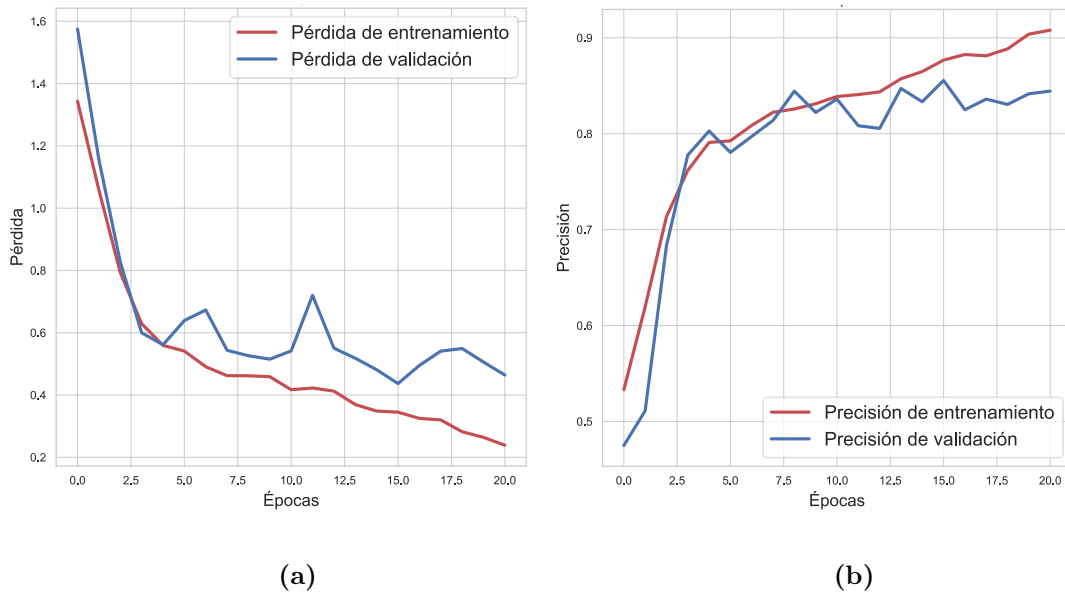 1.6
1.4
1.2
1.0
0.8
0.6
0.4
0.2
Pérdida
Pérdida de entrenamiento
Pérdida de validación
0.0 2.5 5.0 7.5 10.0 12.5 15.0 17.5 20.0
Épocas
(a)
0.9
0.8
0.7
0.6
0.5
Precisión
Precisión de entrenamiento
Precisión de validación
0.0 2.5 5.0 7.5 10.0 12.5 15.0 17.5 20.0
Épocas
(b)